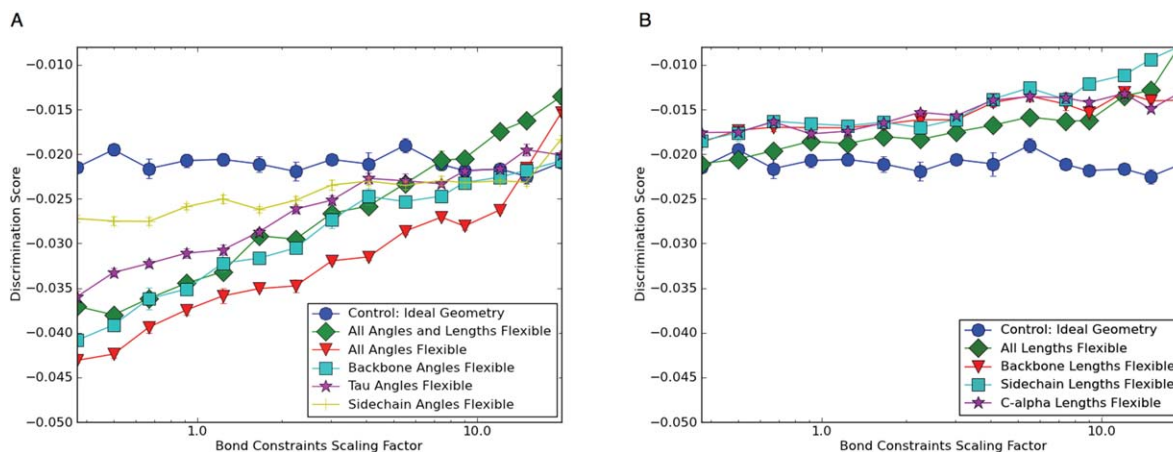 A
−0.010
−0.015
−0.020
−0.025
−0.030
−0.035
−0.040
−0.045
−0.050
Discrimination Score
Control: Ideal Geometry
All Angles and Lengths Flexible
All Angles Flexible
Backbone Angles Flexible
Tau Angles Flexible
Sidechain Angles Flexible
1.0 10.0
Bond Constraints Scaling Factor
B
−0.010
−0.015
−0.020
−0.025
−0.030
−0.035
−0.040
−0.045
−0.050
Discrimination Score
Control: Ideal Geometry
All Lengths Flexible
Backbone Lengths Flexible
Sidechain Lengths Flexible
C-alpha Lengths Flexible
1.0 10.0
Bond Constraints Scaling Factor